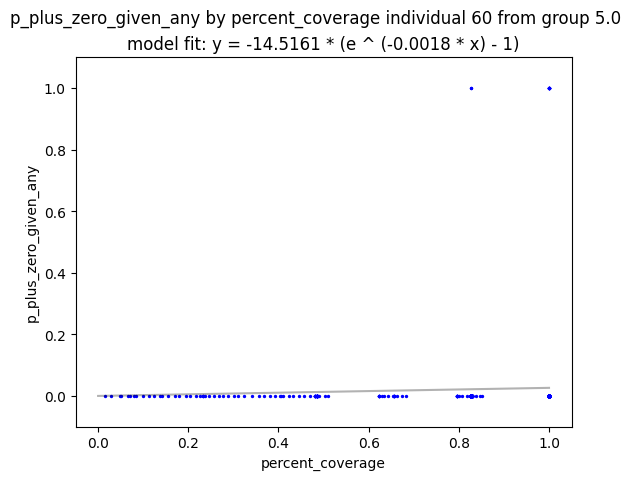 p_plus_zero_given_any by percent_coverage individual 60 from group 5.0
model fit: y = -14.5161 * (e ^ (-0.0018 * x) - 1)
1.0
0.8
0.6
0.4
0.2
0.0
p_plus_zero_given_any
0.0 0.2 0.4 0.6 0.8 1.0
percent_coverage